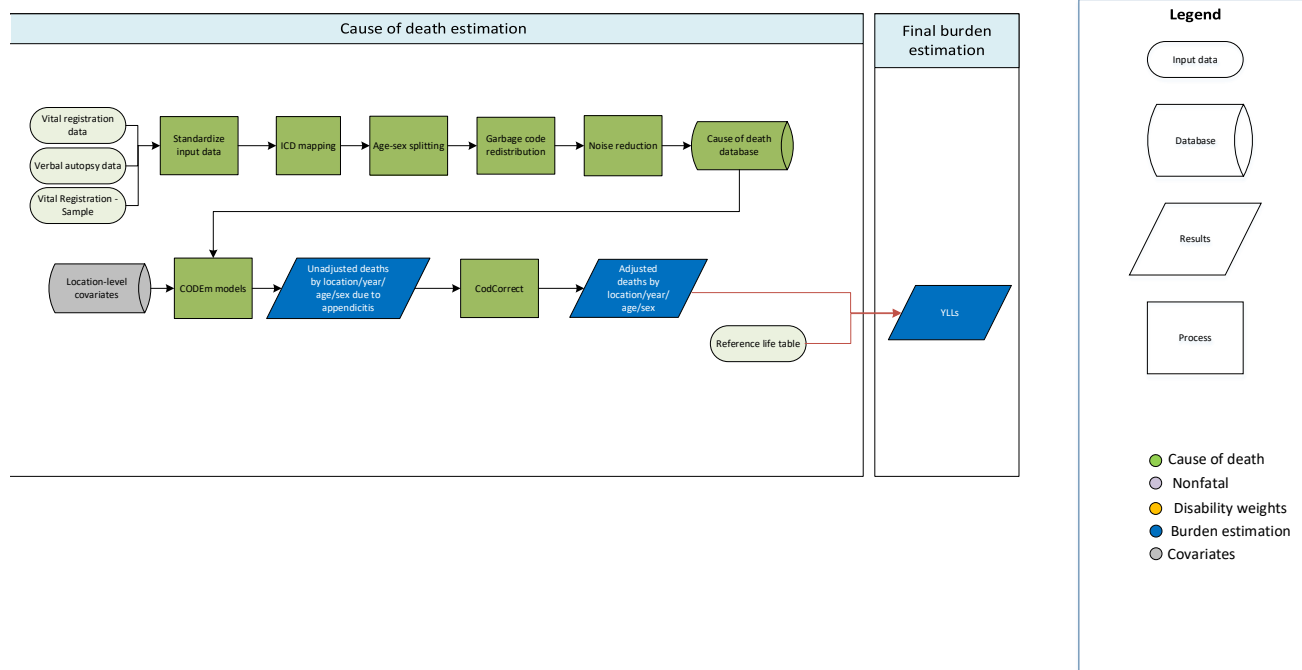 Cause of death estimation
Final burden
estimation
Legend
Input data
Database
Results
Process
Cause of death
Nonfatal
Disability weights
Burden estimation
Covariates
Vital registration
data
Verbal autopsy data
Vital Registration -
Sample
Standardize
input data
ICD mapping
Age-sex splitting
Garbage code
redistribution
Noise reduction
Cause of death
database
Location-level
covariates
CODEm models
Unadjusted deaths
by location/year/
age/sex due to
appendicitis
CodCorrect
Adjusted
deaths by
location/year/
age/sex
Reference life table
YLLs